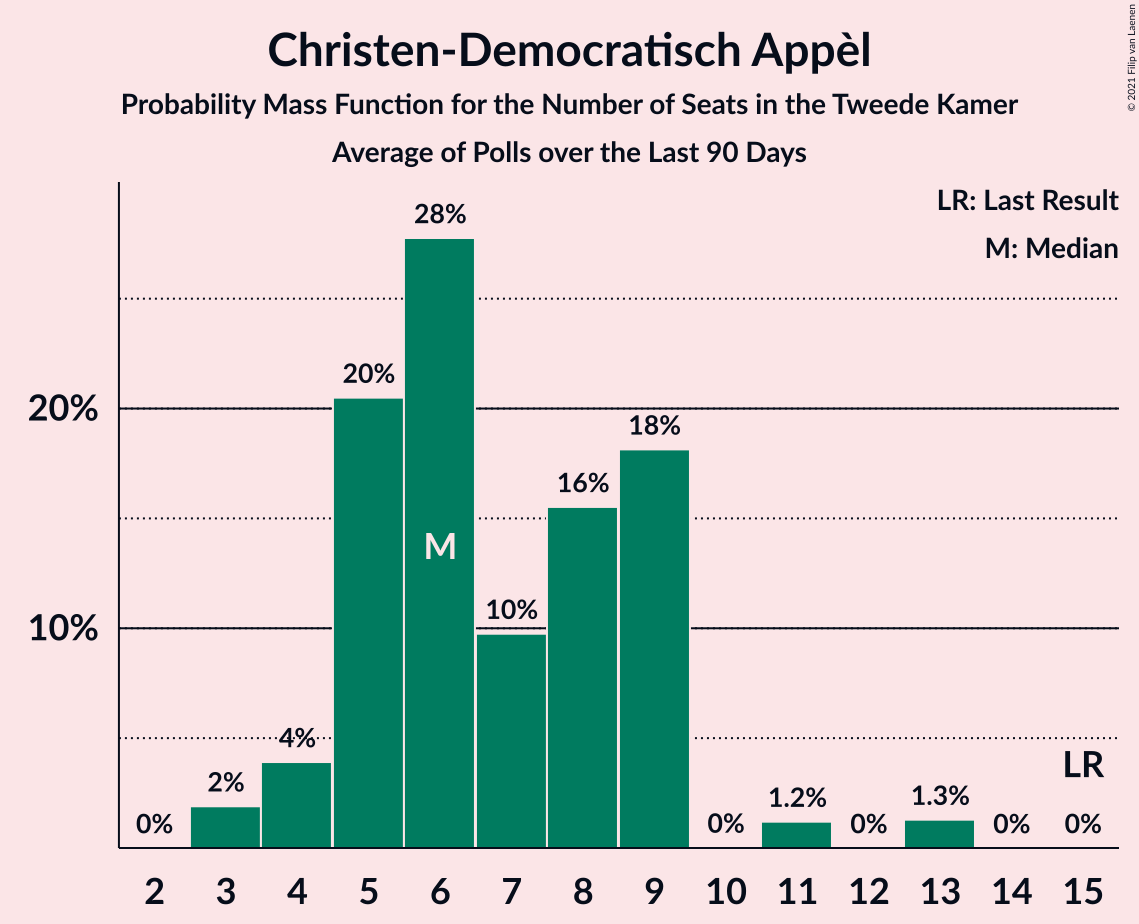 Christen-Democratisch Appèl
Probability Mass Function for the Number of Seats in the Tweede Kamer
Average of Polls over the Last 90 Days
© 2021 Filip van Laenen
LR: Last Result
M: Median
28%
20%
20%
18%
16%
M
10%
10%
4%
LR
2%
1.2%
1.3%
0%
0%
0%
0%
0%
2 3 4 5 6 7 8 9 10 11 12 13 14 15